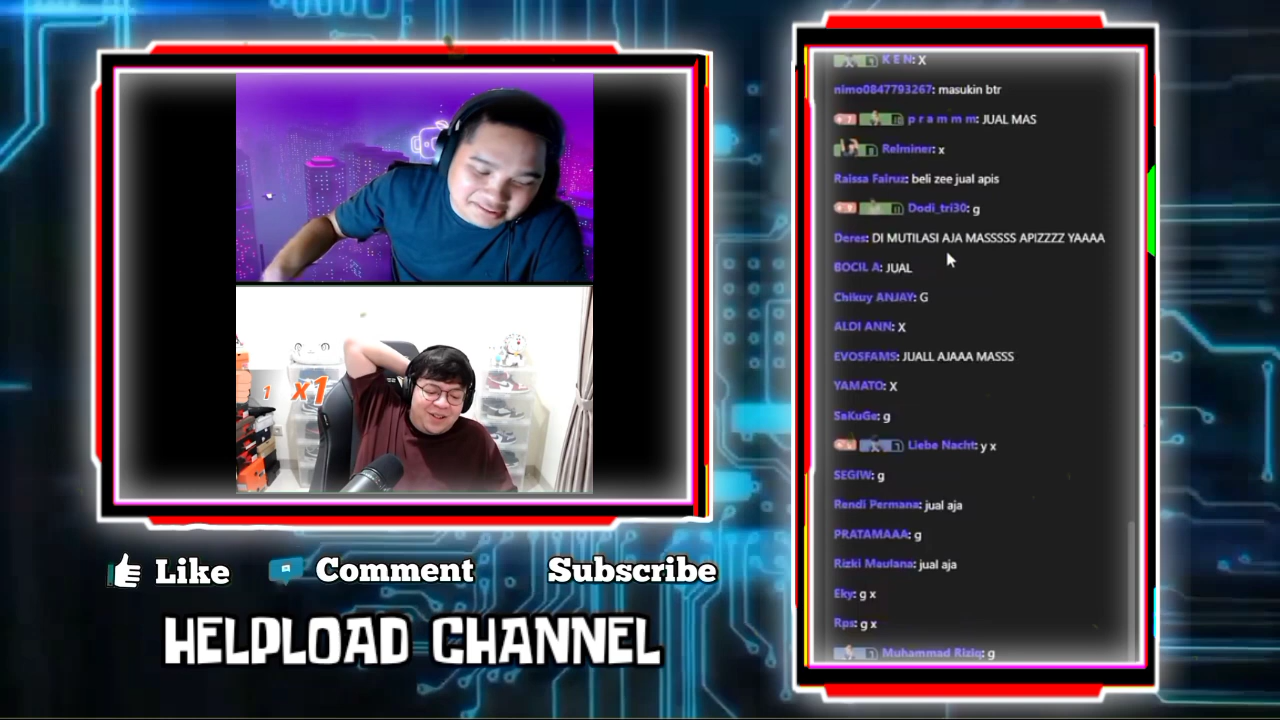 K E N: X
nimo0847793267: masukin btr
p r a m m m: JUAL MAS
Relminer: x
Raissa Fairuz: beli zee jual apis
Dodi_tri30: g
Deres: DI MUTILASI AJA MASSSSS APIZZZZ YAAAA
BOCIL A: JUAL
Chikuy ANJAY: G
ALDI ANN: X
EVOSFAMS: JUALL AJAAA MASSS
YAMATO: X
SaKuGe: g
Liebe Nacht: y x
SEGIW: g
Rendi Permana: jual aja
PRATAMAAA: g
Rizki Maulana: jual aja
Eky: g x
Rps: g x
Muhammad Riziq: g
1 x1
Like Comment Subscribe
HELPLOAD CHANNEL